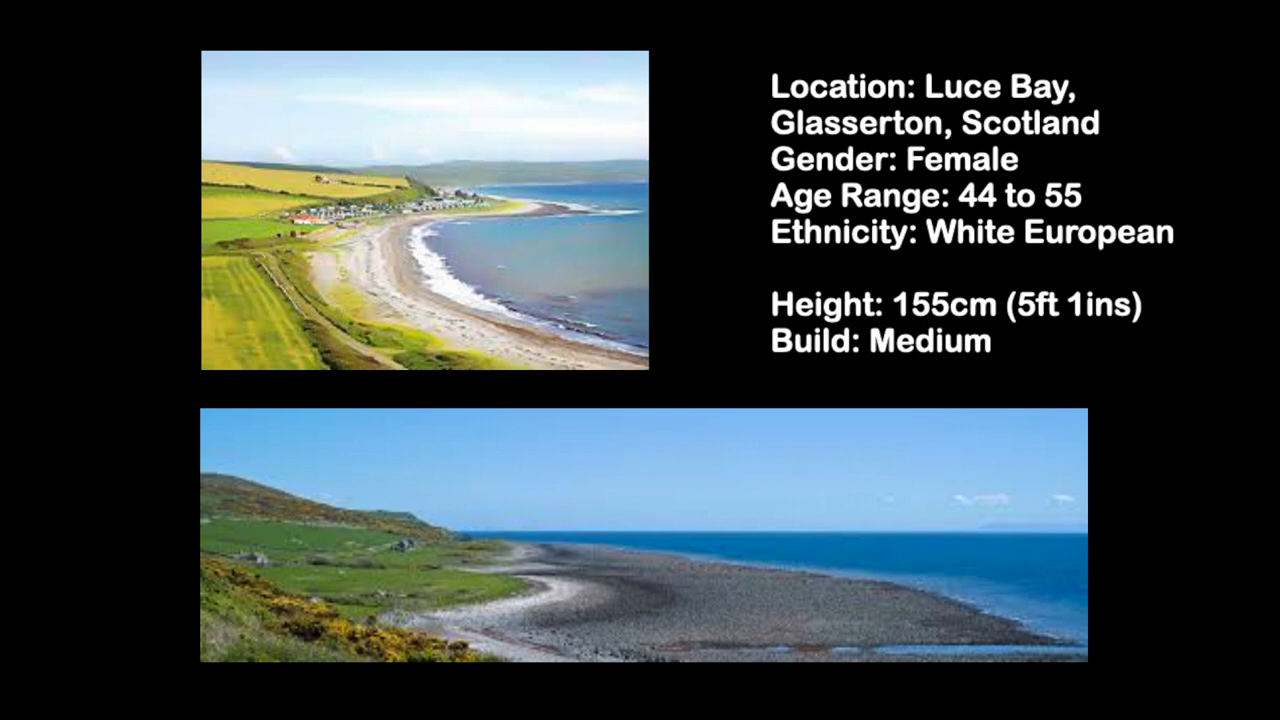 Location: Luce Bay,
Glasserton, Scotland
Gender: Female
Age Range: 44 to 55
Ethnicity: White European
Height: 155cm (5ft 1ins)
Build: Medium